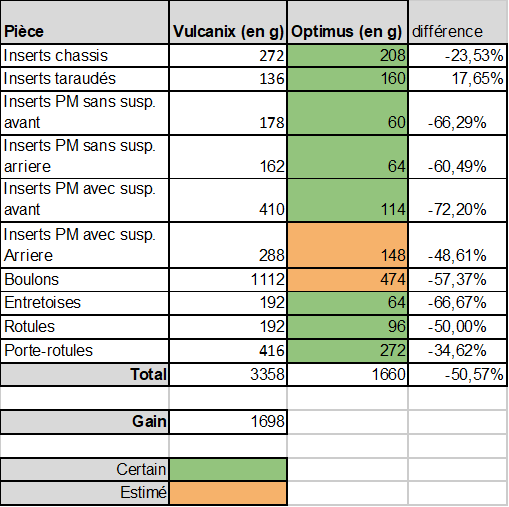 Pièce Vulcanix (en g) Optimus (en g) différence
Inserts chassis 272 208 -23,53%
Inserts taraudés 136 160 17,65%
Inserts PM sans susp.
avant 178 60 -66,29%
Inserts PM sans susp.
arriere 162 64 -60,49%
Inserts PM avec susp.
avant 410 114 -72,20%
Inserts PM avec susp.
Arriere 288 148 -48,61%
Boulons 1112 474 -57,37%
Entretoises 192 64 -66,67%
Rotules 192 96 -50,00%
Porte-rotules 416 272 -34,62%
Total 3358 1660 -50,57%
Gain 1698
Certain
Estimé